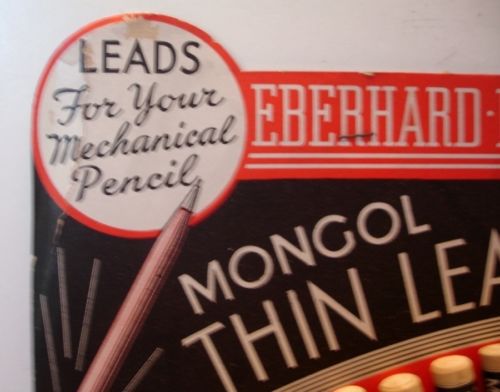 LEADS
For Your
Mechanical
Pencil
EBERHARD
MONGOL
THIN